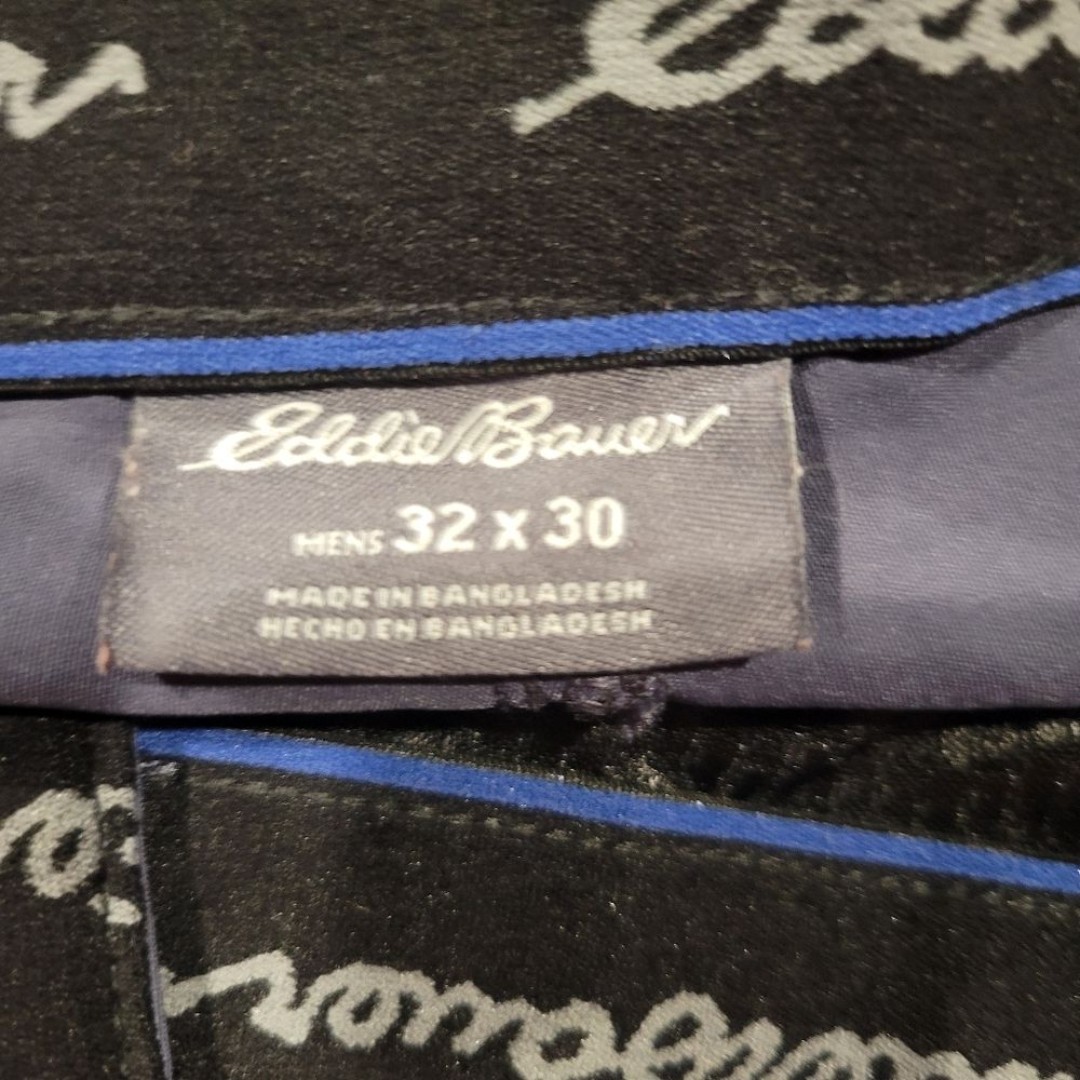 Eddie Bauer
MENS 32 x 30
MADE IN BANGLADESH
HECHO EN BANGLADESH